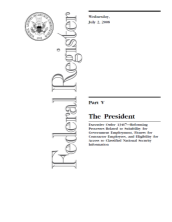 Wednesday,
July 2, 2008
Federal Register
Part V
The President
Executive Order 13467—Reforming
Processes Related to Suitability for
Government Employment, Fitness for
Contractor Employees, and Eligibility for
Access to Classified National Security
Information